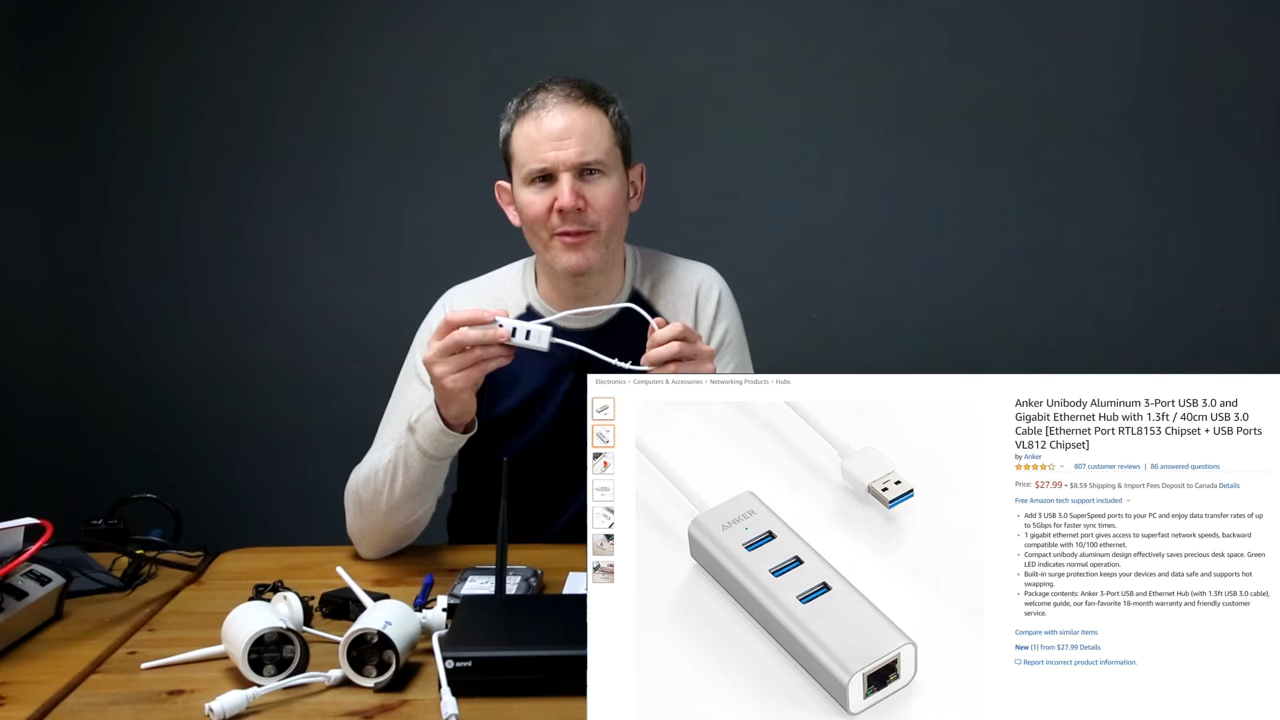 Electronics › Computers & Accessories › Networking Products › Hubs
Anker Unibody Aluminum 3-Port USB 3.0 and
Gigabit Ethernet Hub with 1.3ft / 40cm USB 3.0
Cable [Ethernet Port RTL8153 Chipset + USB Ports
VL812 Chipset]
by Anker
807 customer reviews | 86 answered questions
Price: $27.99 + $8.59 Shipping & Import Fees Deposit to Canada Details
Free Amazon tech support included
• Add 3 USB 3.0 SuperSpeed ports to your PC and enjoy data transfer rates of up
to 5Gbps for faster sync times.
• 1 gigabit ethernet port gives access to superfast network speeds, backward
compatible with 10/100 ethernet.
• Compact unibody aluminum design effectively saves precious desk space. Green
LED indicates normal operation.
• Built-in surge protection keeps your devices and data safe and supports hot
swapping.
• Package contents: Anker 3-Port USB and Ethernet Hub (with 1.3ft USB 3.0 cable),
welcome guide, our fan-favorite 18-month warranty and friendly customer
service.
Compare with similar items
New (1) from $27.99 Details
Report incorrect product information.
ANKER
anni